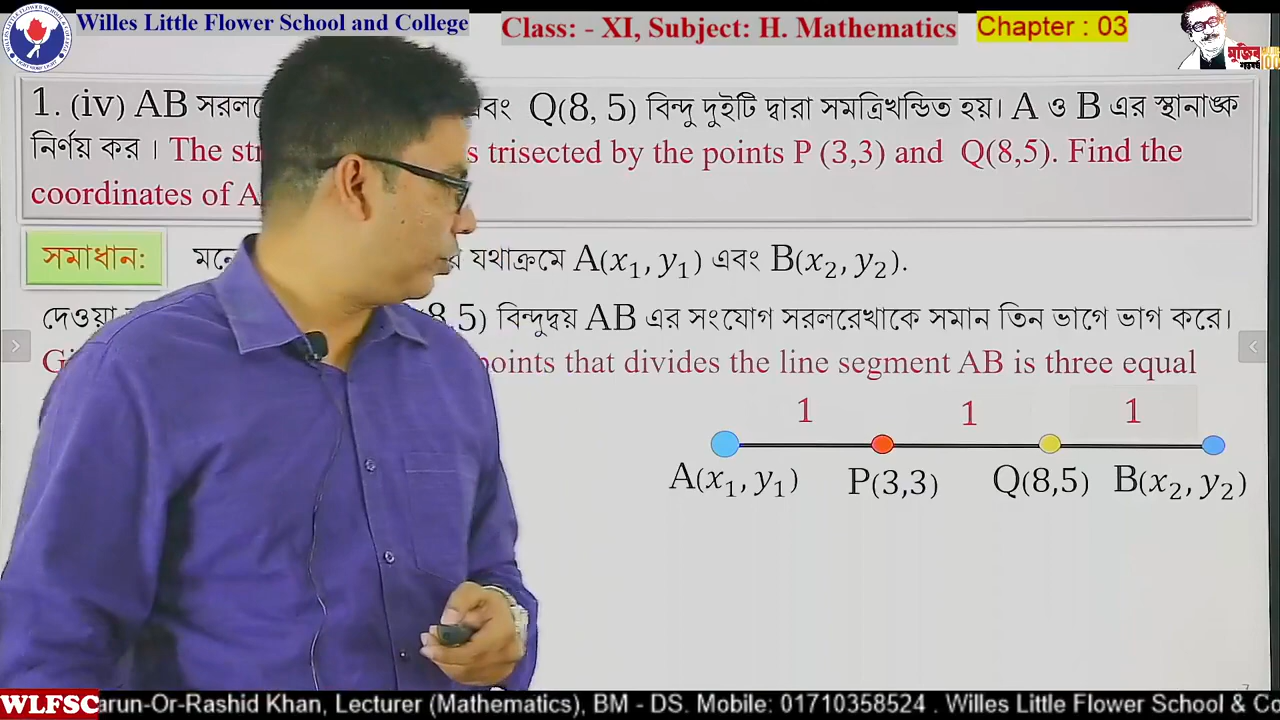 Willes Little Flower School and College
Class: - XI, Subject: H. Mathematics
Chapter : 03
মুজিব
শতবর্ষ 100
1. (iv) AB এবং Q(8, 5) বিন্দু দুইটি দ্বারা সমত্রিখন্ডিত হয়। A ও B এর স্থানাঙ্ক
নির্ণয় কর । The trisected by the points P (3,3) and Q(8,5). Find the
coordinates of A
সমাধান: যথাক্রমে A(x₁, y₁) এবং B(x₂, y₂).
দেওয়া (8,5) বিন্দুদ্বয় AB এর সংযোগ সরলরেখাকে সমান তিন ভাগে ভাগ করে।
points that divides the line segment AB is three equal
1 1 1
A(x₁, y₁) P(3,3) Q(8,5) B(x₂, y₂)
7
WLFSC arun-Or-Rashid Khan, Lecturer (Mathematics), BM - DS. Mobile: 01710358524 . Willes Little Flower School & Co